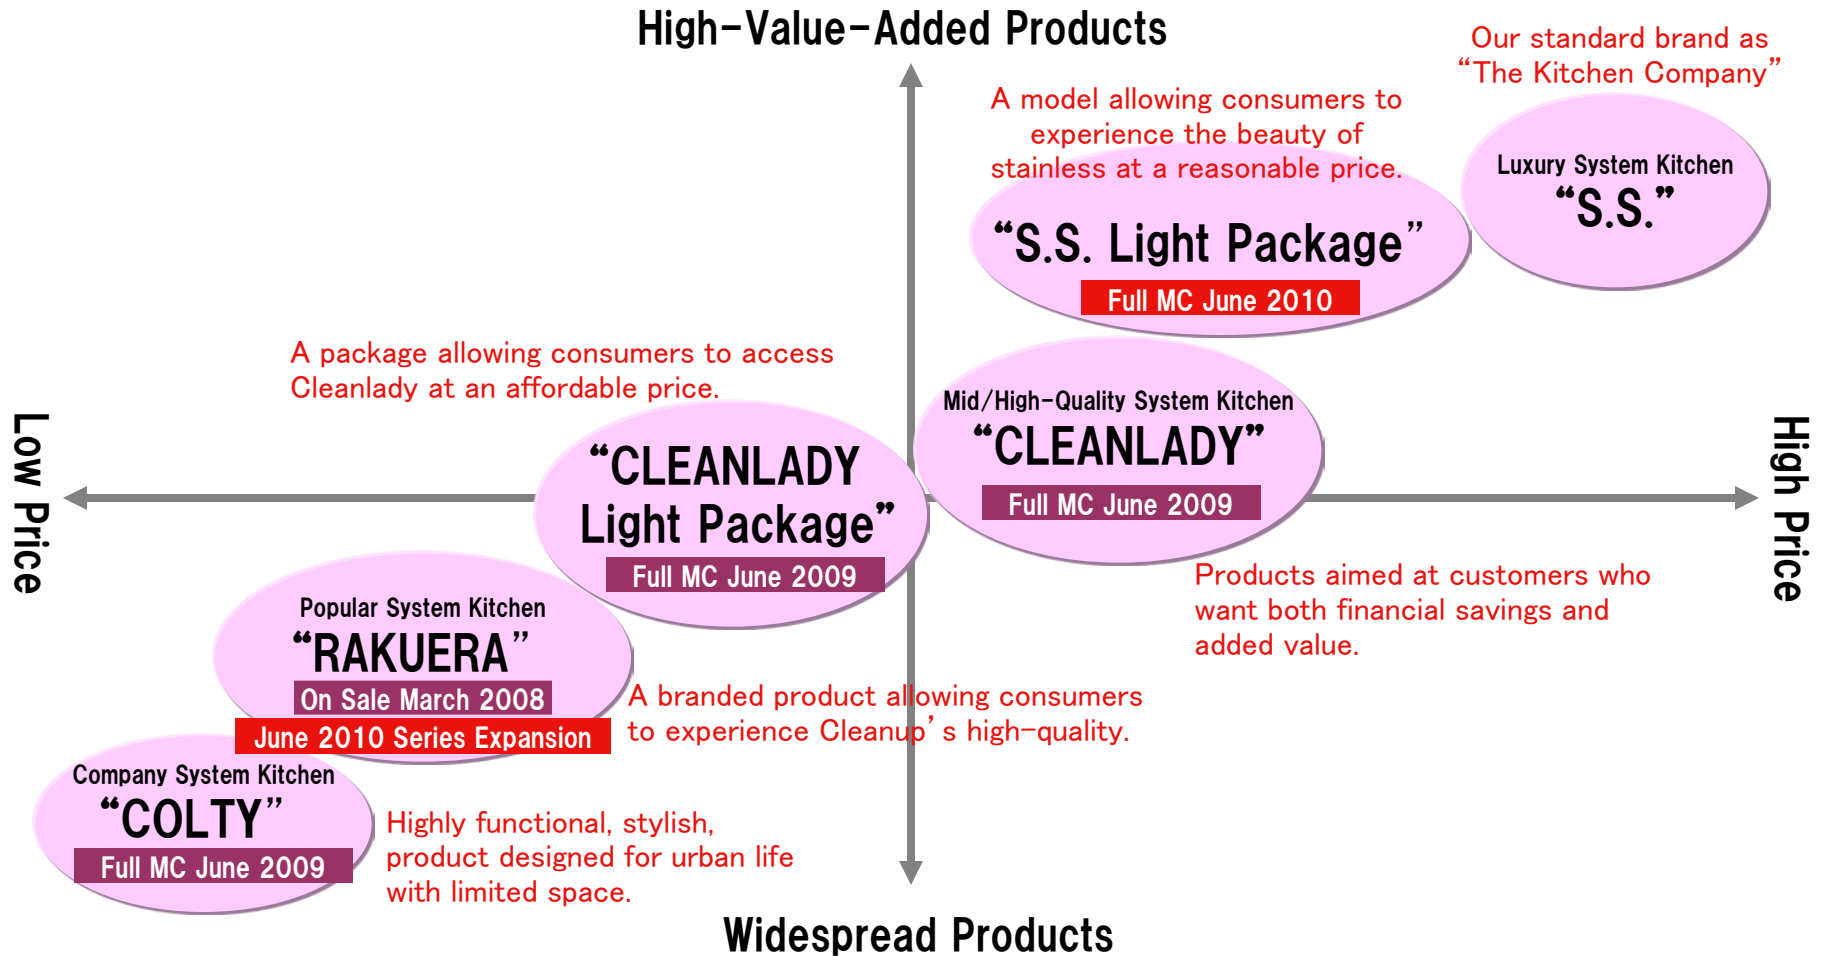 High-Value-Added Products
Our standard brand as
“The Kitchen Company”
A model allowing consumers to
experience the beauty of
stainless at a reasonable price.
Luxury System Kitchen
“S.S.”
“S.S. Light Package”
Full MC June 2010
A package allowing consumers to access
Cleanlady at an affordable price.
Mid/High-Quality System Kitchen
“CLEANLADY”
Full MC June 2009
“CLEANLADY
Light Package”
Full MC June 2009
Low Price
High Price
Products aimed at customers who
want both financial savings and
added value.
Popular System Kitchen
“RAKUERA”
On Sale March 2008
June 2010 Series Expansion
A branded product allowing consumers
to experience Cleanup’s high-quality.
Company System Kitchen
“COLTY”
Full MC June 2009
Highly functional, stylish,
product designed for urban life
with limited space.
Widespread Products